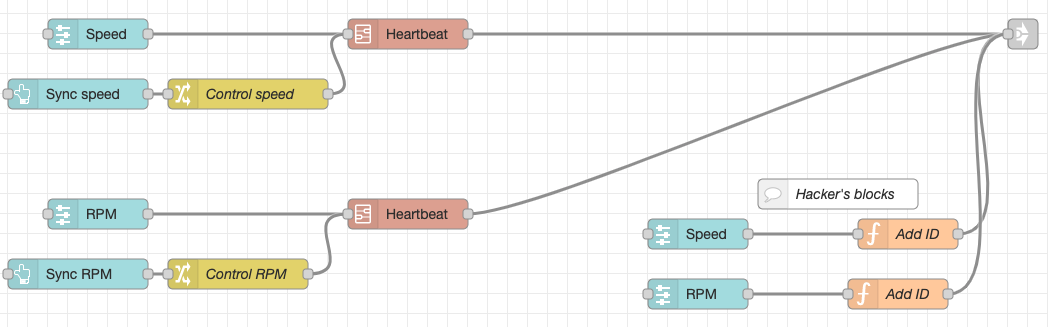 Speed
Heartbeat
Sync speed
Control speed
Hacker's blocks
RPM
Heartbeat
Speed
Add ID
Sync RPM
Control RPM
RPM
Add ID